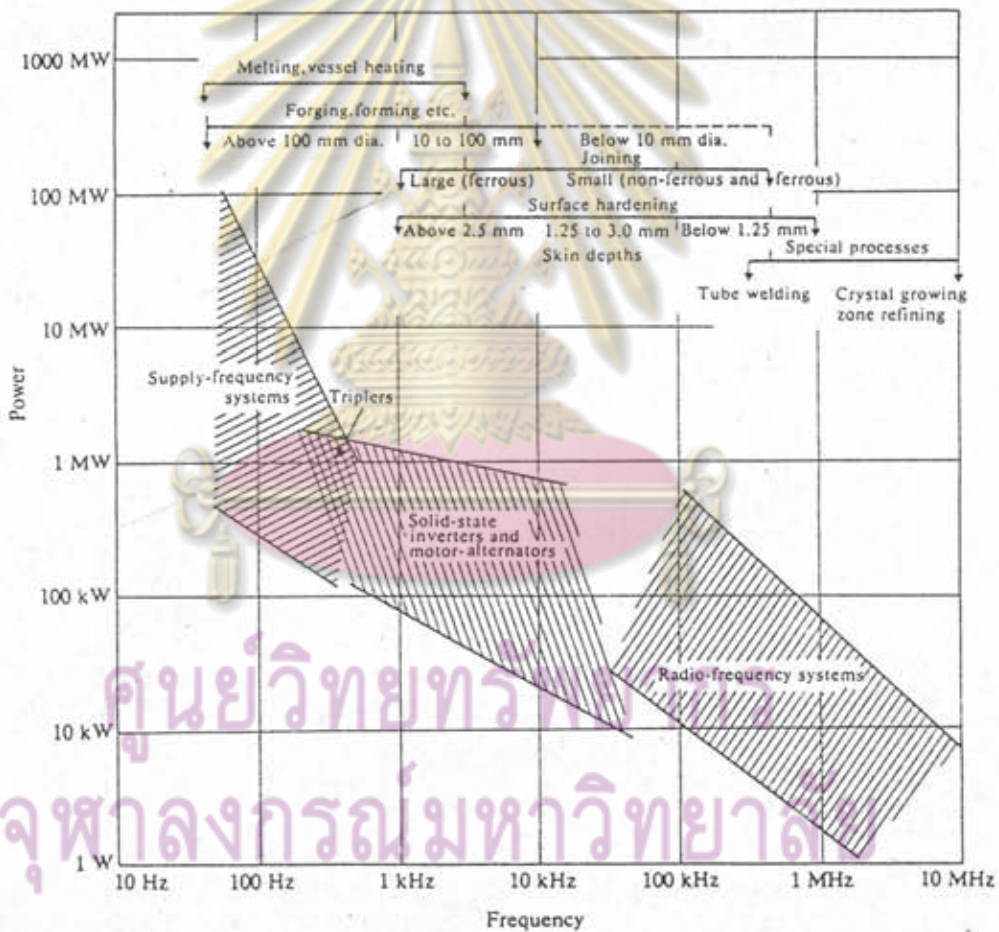 1000 MW
Melting, vessel heating
Forging, forming etc.
Above 100 mm dia. 10 to 100 mm Below 10 mm dia.
Joining
Large (ferrous) Small (non-ferrous and ferrous)
100 MW
Surface hardening
Above 2.5 mm 1.25 to 3.0 mm Below 1.25 mm
Skin depths
Special processes
Tube welding Crystal growing
zone refining
10 MW
Power
Supply-frequency
systems
Triplers
1 MW
Solid-state
inverters and
motor-alternators
100 kW
Radio-frequency systems
ศูนย์วิทยทรัพยากร
10 kW
จุฬาลงกรณ์มหาวิทยาลัย
1 W
10 Hz 100 Hz 1 kHz 10 kHz 100 kHz 1 MHz 10 MHz
Frequency